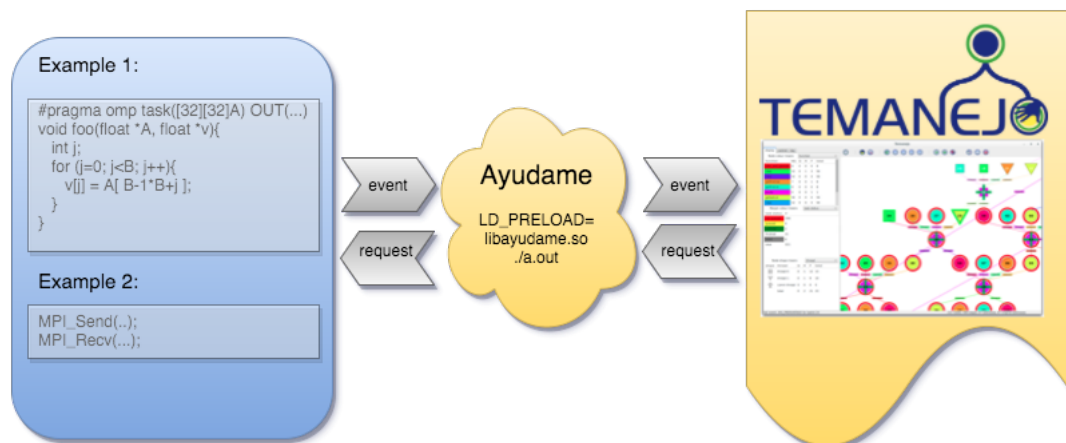 Example 1:
#pragma omp task([32][32]A) OUT(...)
void foo(float *A, float *v){
int j;
for (j=0; j<B; j++){
v[j] = A[ B-1*B+j ];
}
}
Example 2:
MPI_Send(..);
MPI_Recv(...);
event
request
Ayudame
LD_PRELOAD=
libayudame.so
./a.out
event
request
TEMANEJO